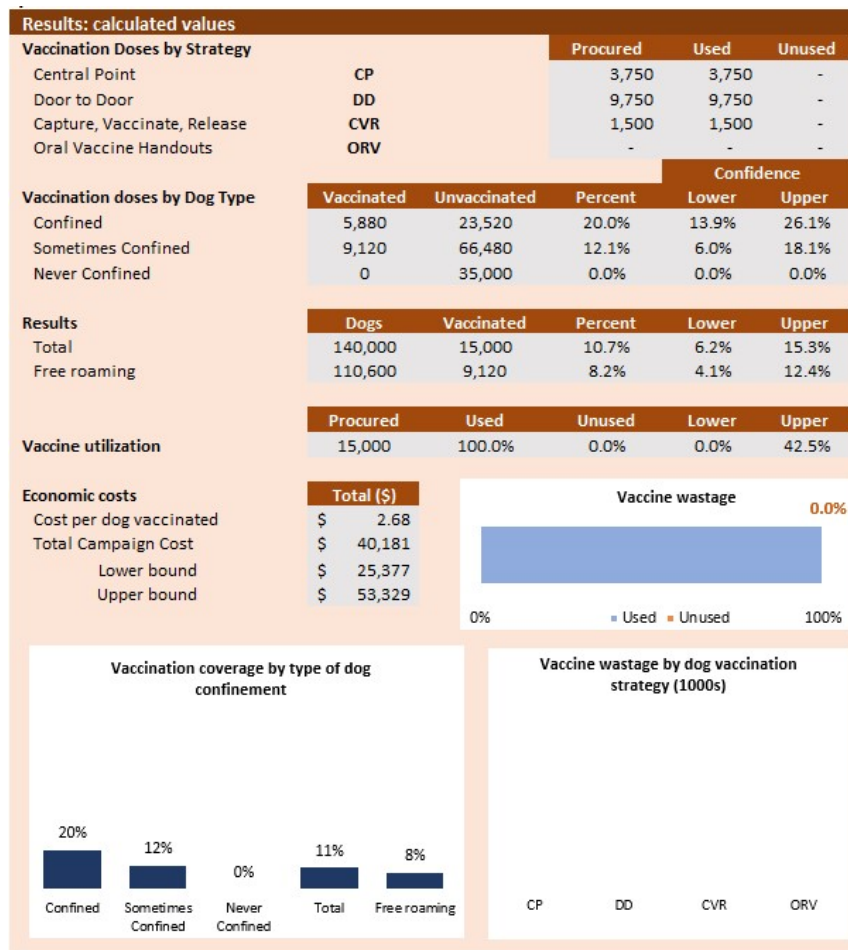 Results: calculated values
Vaccination Doses by Strategy Procured Used Unused
Central Point CP 3,750 3,750 -
Door to Door DD 9,750 9,750 -
Capture, Vaccinate, Release CVR 1,500 1,500 -
Oral Vaccine Handouts ORV - - -
Confidence
Vaccination doses by Dog Type Vaccinated Unvaccinated Percent Lower Upper
Confined 5,880 23,520 20.0% 13.9% 26.1%
Sometimes Confined 9,120 66,480 12.1% 6.0% 18.1%
Never Confined 0 35,000 0.0% 0.0% 0.0%
Results Dogs Vaccinated Percent Lower Upper
Total 140,000 15,000 10.7% 6.2% 15.3%
Free roaming 110,600 9,120 8.2% 4.1% 12.4%
Procured Used Unused Lower Upper
Vaccine utilization 15,000 100.0% 0.0% 0.0% 42.5%
Economic costs Total ($)
Cost per dog vaccinated $ 2.68
Total Campaign Cost $ 40,181
Lower bound $ 25,377
Upper bound $ 53,329
Vaccine wastage
0.0%
0% Used Unused 100%
Vaccination coverage by type of dog
confinement
20%
12%
0%
11%
8%
Confined Sometimes Never Total Free roaming
Confined Confined
Vaccine wastage by dog vaccination
strategy (1000s)
CP DD CVR ORV